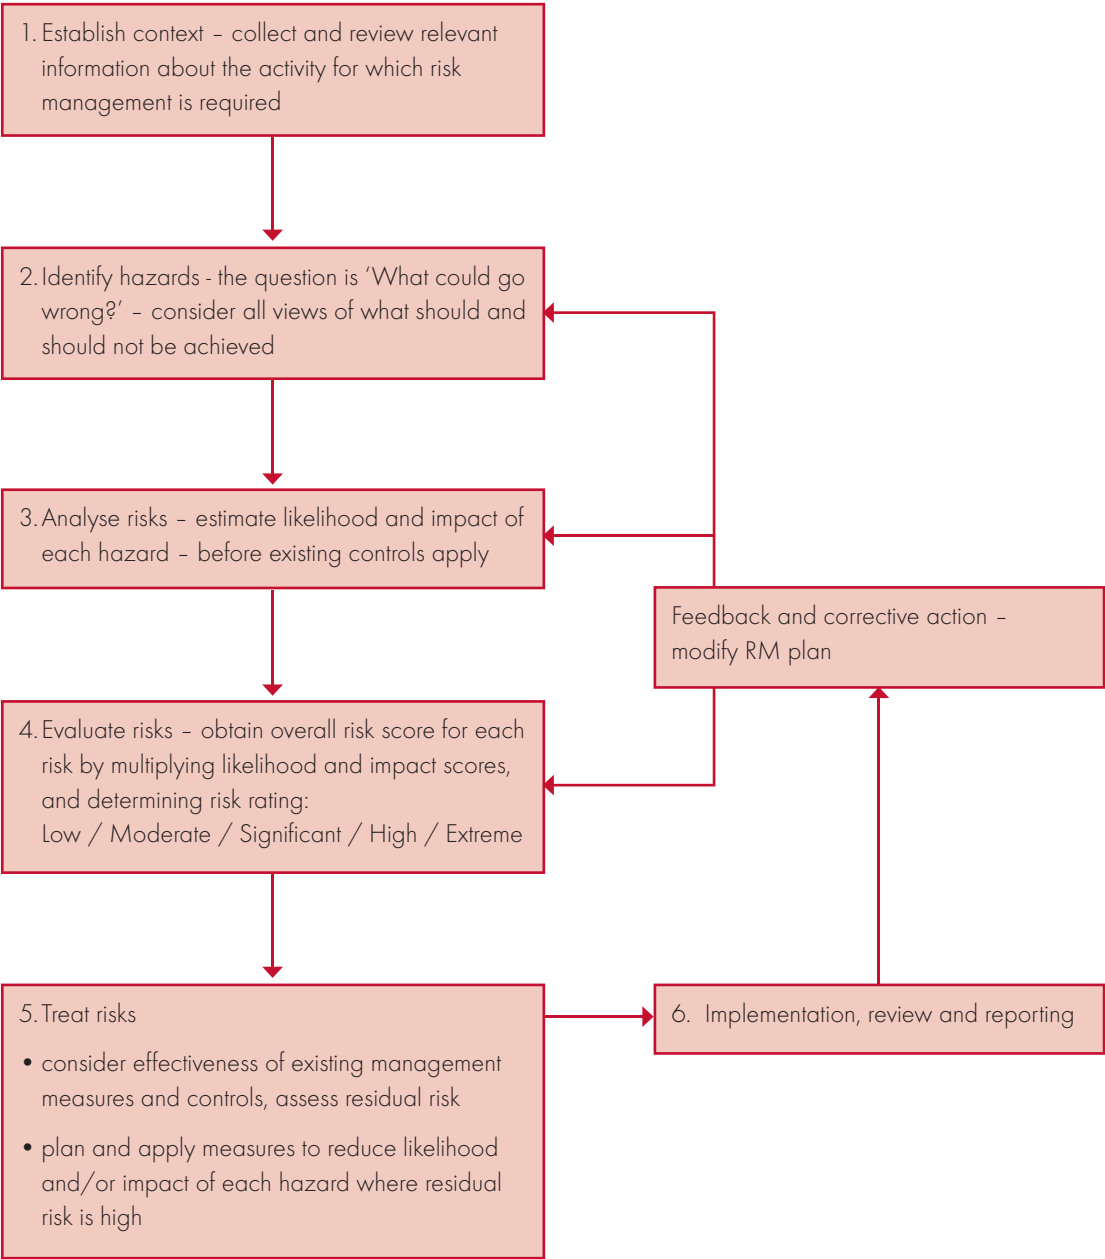 1. Establish context – collect and review relevant
information about the activity for which risk
management is required
2. Identify hazards - the question is ‘What could go
wrong?’ – consider all views of what should and
should not be achieved
3. Analyse risks – estimate likelihood and impact of
each hazard – before existing controls apply
Feedback and corrective action –
modify RM plan
4. Evaluate risks – obtain overall risk score for each
risk by multiplying likelihood and impact scores,
and determining risk rating:
Low / Moderate / Significant / High / Extreme
5. Treat risks
• consider effectiveness of existing management
measures and controls, assess residual risk
• plan and apply measures to reduce likelihood
and/or impact of each hazard where residual
risk is high
6. Implementation, review and reporting